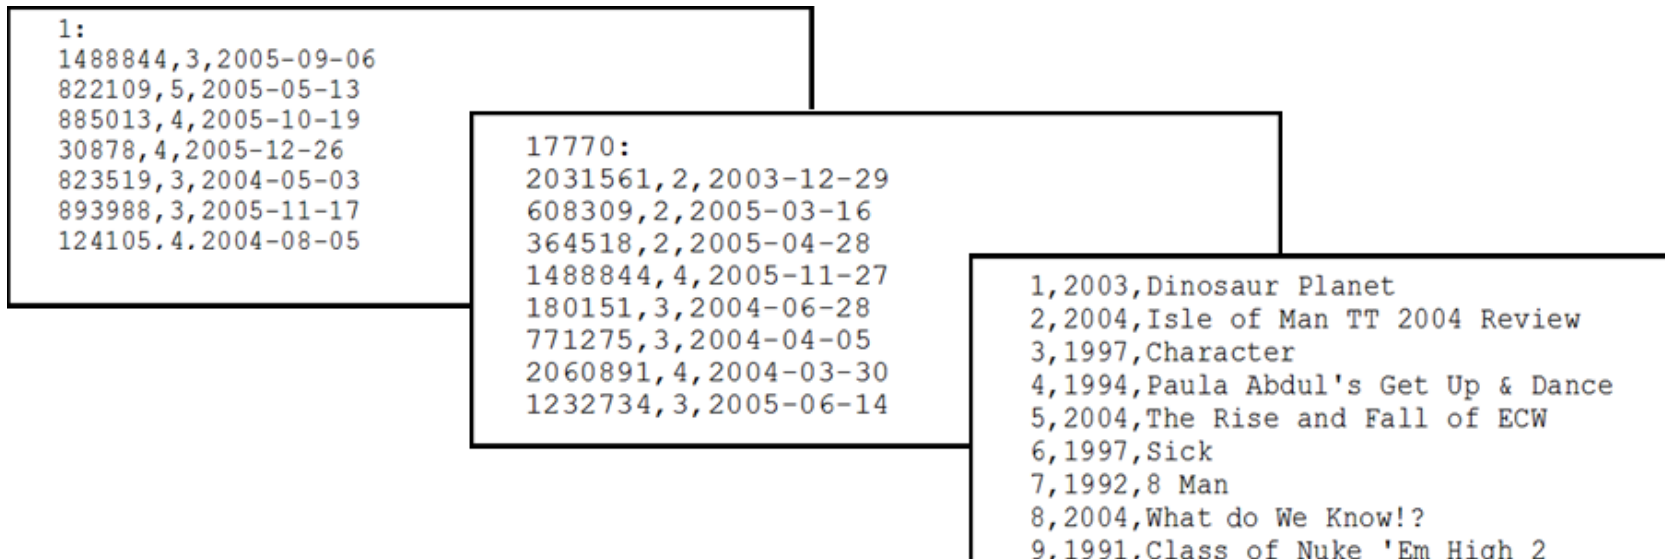 1:
1488844,3,2005-09-06
822109,5,2005-05-13
885013,4,2005-10-19
30878,4,2005-12-26
823519,3,2004-05-03
893988,3,2005-11-17
124105,4,2004-08-05
17770:
2031561,2,2003-12-29
608309,2,2005-03-16
364518,2,2005-04-28
1488844,4,2005-11-27
180151,3,2004-06-28
771275,3,2004-04-05
2060891,4,2004-03-30
1232734,3,2005-06-14
1,2003,Dinosaur Planet
2,2004,Isle of Man TT 2004 Review
3,1997,Character
4,1994,Paula Abdul's Get Up & Dance
5,2004,The Rise and Fall of ECW
6,1997,Sick
7,1992,8 Man
8,2004,What do We Know!?
9,1991,Class of Nuke 'Em High 2